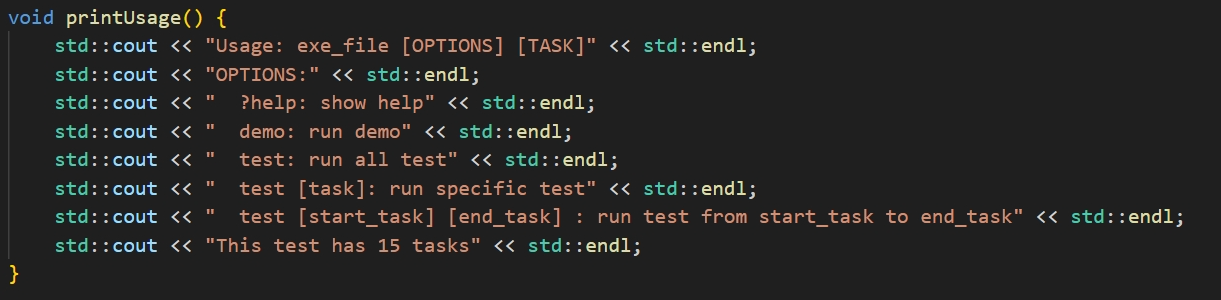 void printUsage() {
    std::cout << "Usage: exe_file [OPTIONS] [TASK]" << std::endl;
    std::cout << "OPTIONS:" << std::endl;
    std::cout << "  ?help: show help" << std::endl;
    std::cout << "  demo: run demo" << std::endl;
    std::cout << "  test: run all test" << std::endl;
    std::cout << "  test [task]: run specific test" << std::endl;
    std::cout << "  test [start_task] [end_task] : run test from start_task to end_task" << std::endl;
    std::cout << "This test has 15 tasks" << std::endl;
}